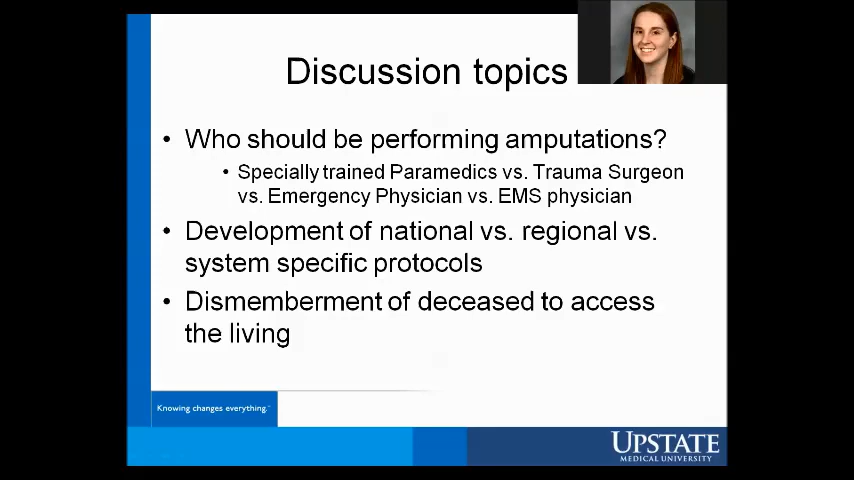 Discussion topics
• Who should be performing amputations?
• Specially trained Paramedics vs. Trauma Surgeon
vs. Emergency Physician vs. EMS physician
• Development of national vs. regional vs.
system specific protocols
• Dismemberment of deceased to access
the living
Knowing changes everything.™
UPSTATE
MEDICAL UNIVERSITY